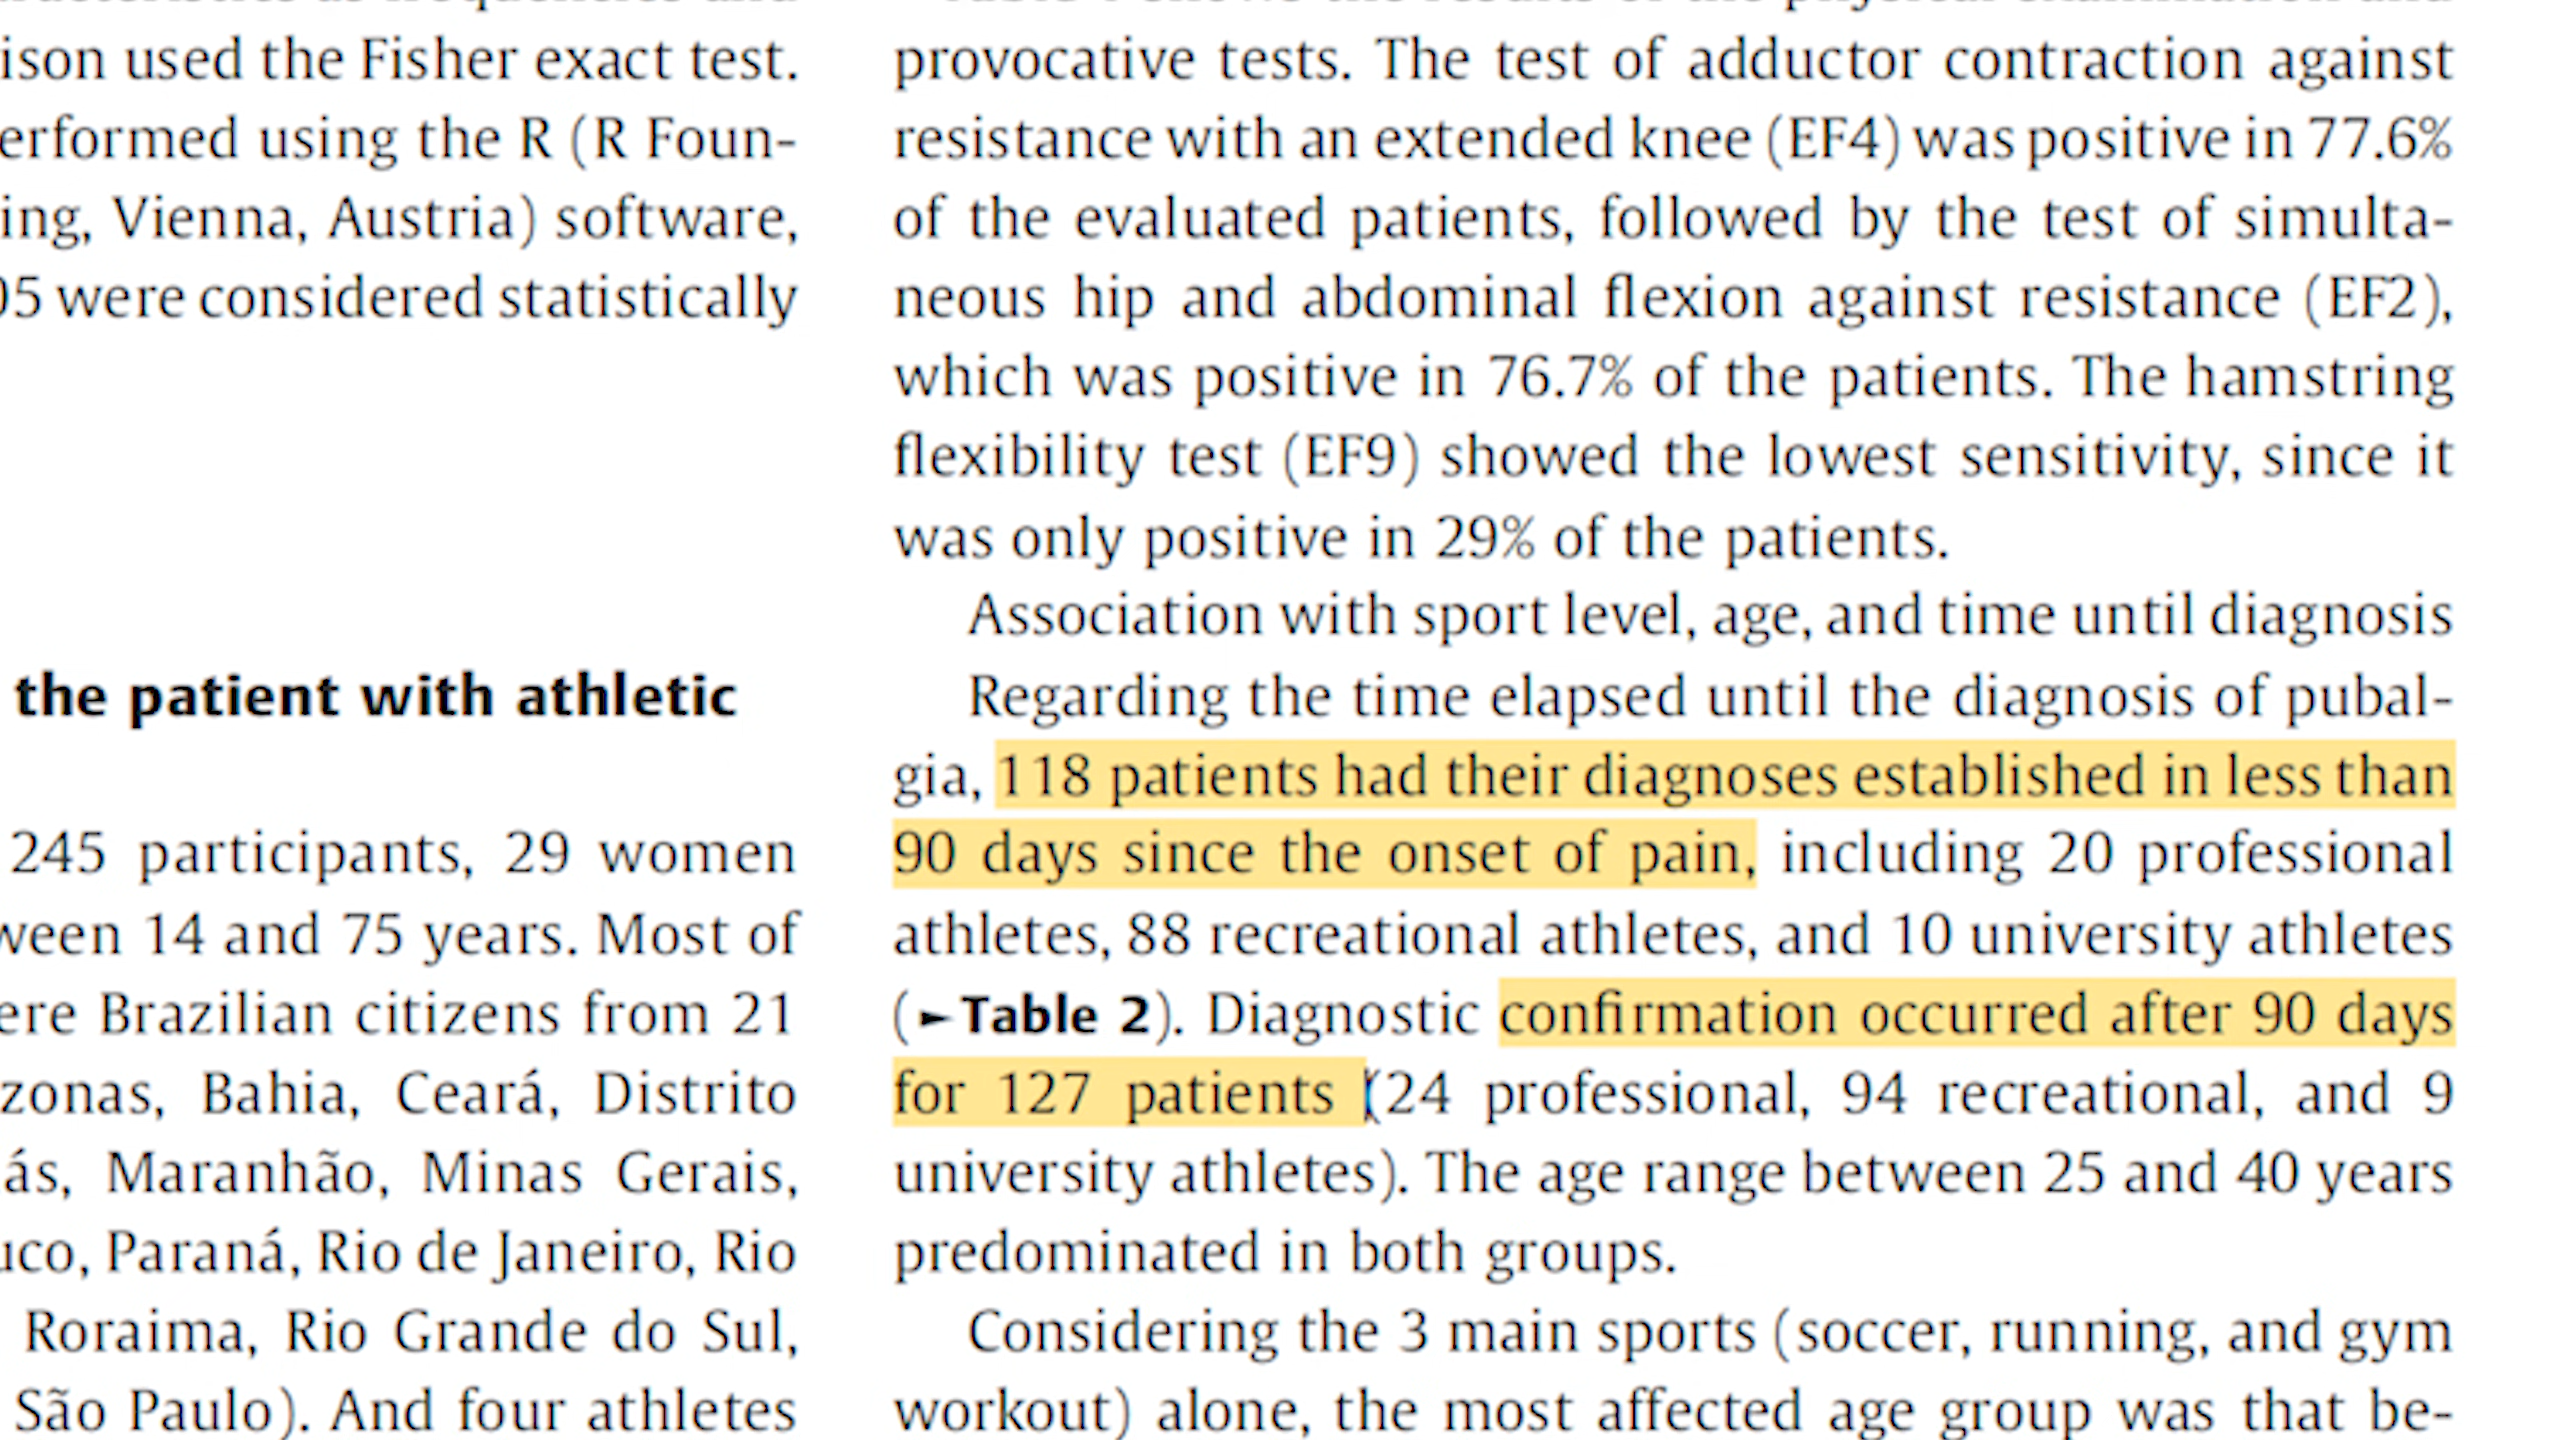 ison used the Fisher exact test.
erformed using the R (R Foun-
ing, Vienna, Austria) software,
05 were considered statistically
the patient with athletic
245 participants, 29 women
ween 14 and 75 years. Most of
ere Brazilian citizens from 21
zonas, Bahia, Ceará, Distrito
ás, Maranhão, Minas Gerais,
uco, Paraná, Rio de Janeiro, Rio
Roraima, Rio Grande do Sul,
São Paulo). And four athletes
provocative tests. The test of adductor contraction against
resistance with an extended knee (EF4) was positive in 77.6%
of the evaluated patients, followed by the test of simulta-
neous hip and abdominal flexion against resistance (EF2),
which was positive in 76.7% of the patients. The hamstring
flexibility test (EF9) showed the lowest sensitivity, since it
was only positive in 29% of the patients.
Association with sport level, age, and time until diagnosis
Regarding the time elapsed until the diagnosis of pubal-
gia, 118 patients had their diagnoses established in less than
90 days since the onset of pain, including 20 professional
athletes, 88 recreational athletes, and 10 university athletes
(►Table 2). Diagnostic confirmation occurred after 90 days
for 127 patients (24 professional, 94 recreational, and 9
university athletes). The age range between 25 and 40 years
predominated in both groups.
Considering the 3 main sports (soccer, running, and gym
workout) alone, the most affected age group was that be-